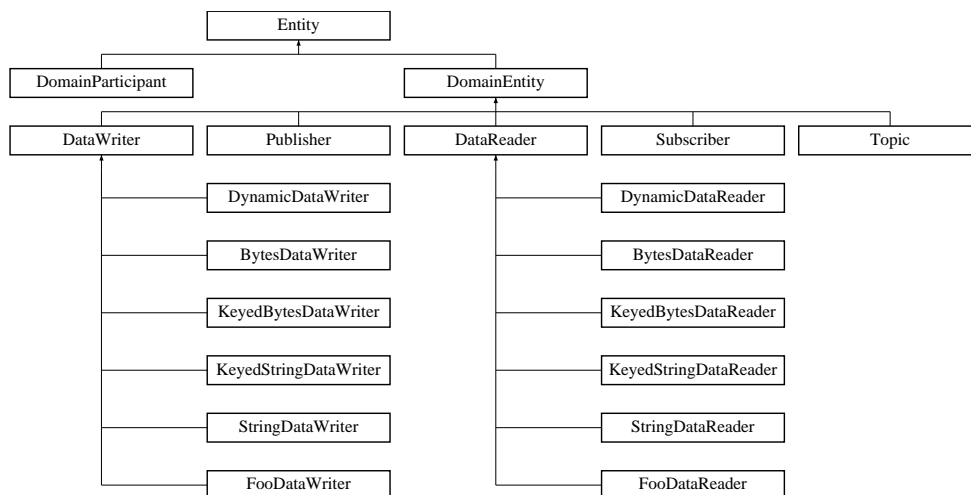 Entity
DomainParticipant
DomainEntity
DataWriter
Publisher
DataReader
Subscriber
Topic
DynamicDataWriter
DynamicDataReader
BytesDataWriter
BytesDataReader
KeyedBytesDataWriter
KeyedBytesDataReader
KeyedStringDataWriter
KeyedStringDataReader
StringDataWriter
StringDataReader
FooDataWriter
FooDataReader